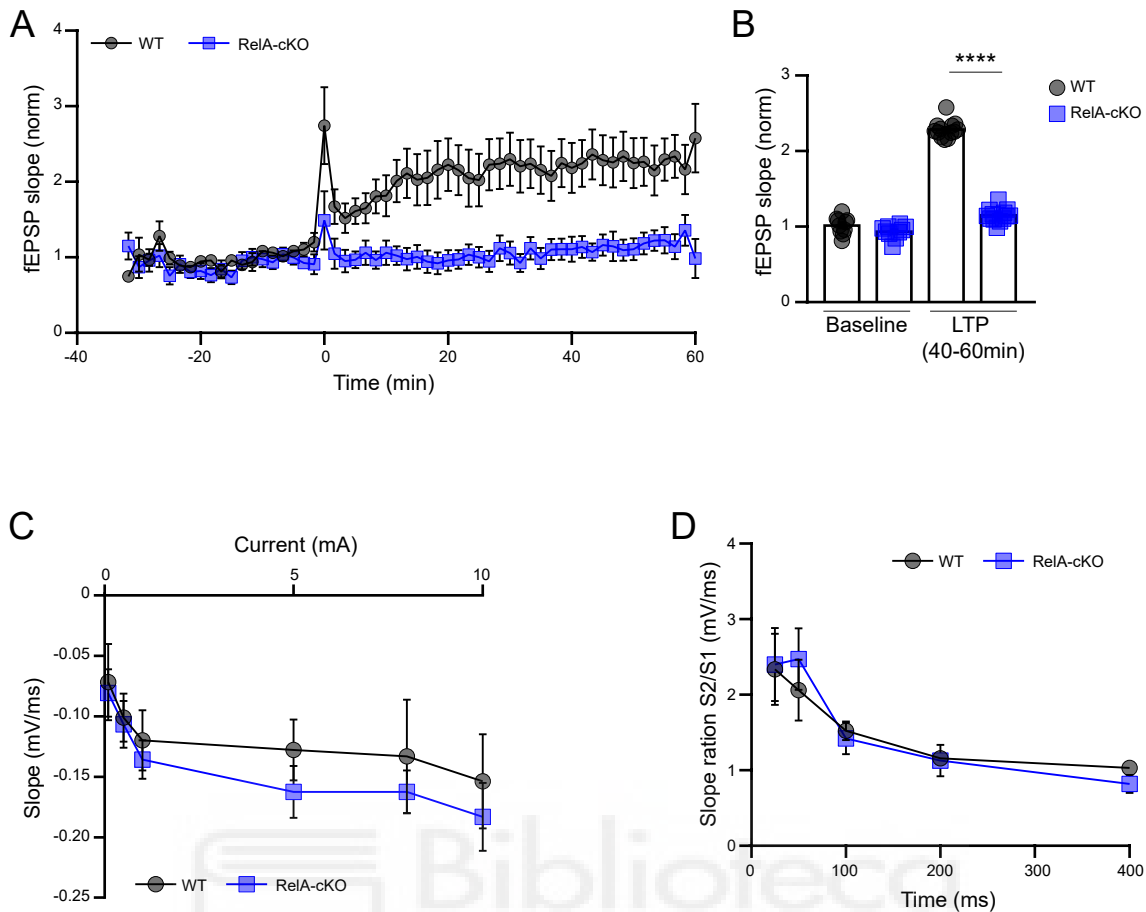 A
WT
RelA-cKO
fEPSP slope (norm)
4
3
2
1
0
-40
-20
0
20
40
60
Time (min)
B
****
WT
RelA-cKO
fEPSP slope (norm)
3
2
1
0
Baseline
LTP
(40-60min)
C
Current (mA)
0
5
10
0
-0.05
-0.10
-0.15
-0.20
-0.25
Slope (mV/ms)
WT
RelA-cKO
D
WT
RelA-cKO
Slope ration S2/S1 (mV/ms)
4
3
2
1
0
0
100
200
300
400
Time (ms)
Biblioteca